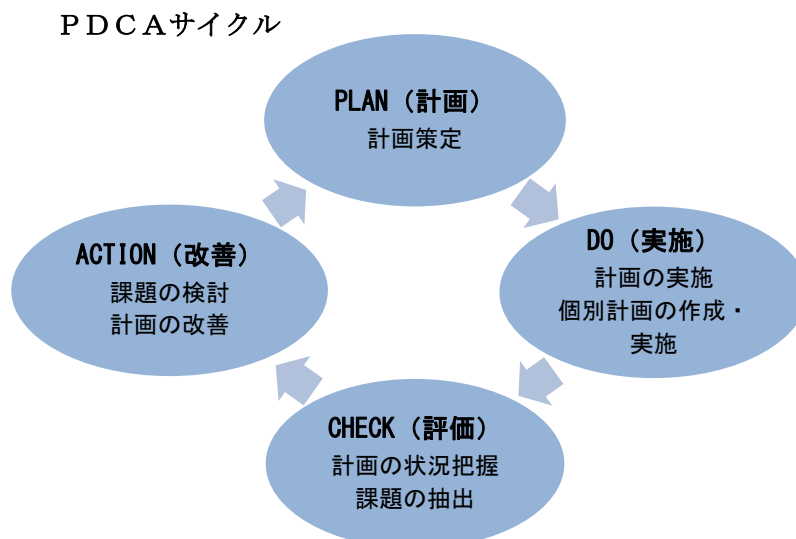 ＰＤＣＡサイクル
PLAN（計画）
計画策定
DO（実施）
計画の実施
個別計画の作成・
実施
CHECK（評価）
計画の状況把握
課題の抽出
ACTION（改善）
課題の検討
計画の改善